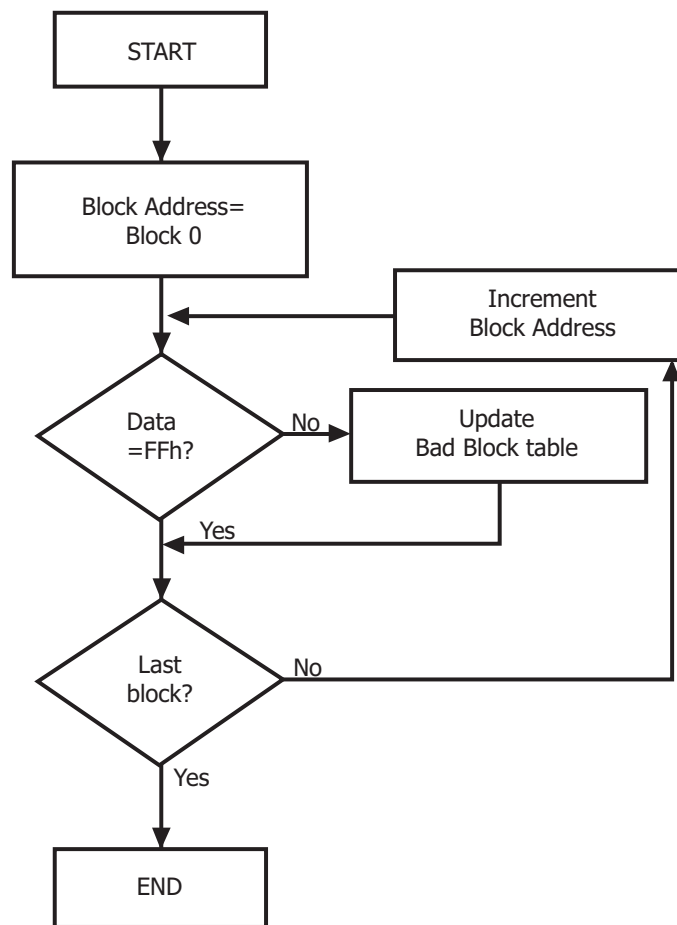 START
Block Address=
Block 0
Increment
Block Address
Data
=FFh?
No
Update
Bad Block table
Yes
Last
block?
No
Yes
END